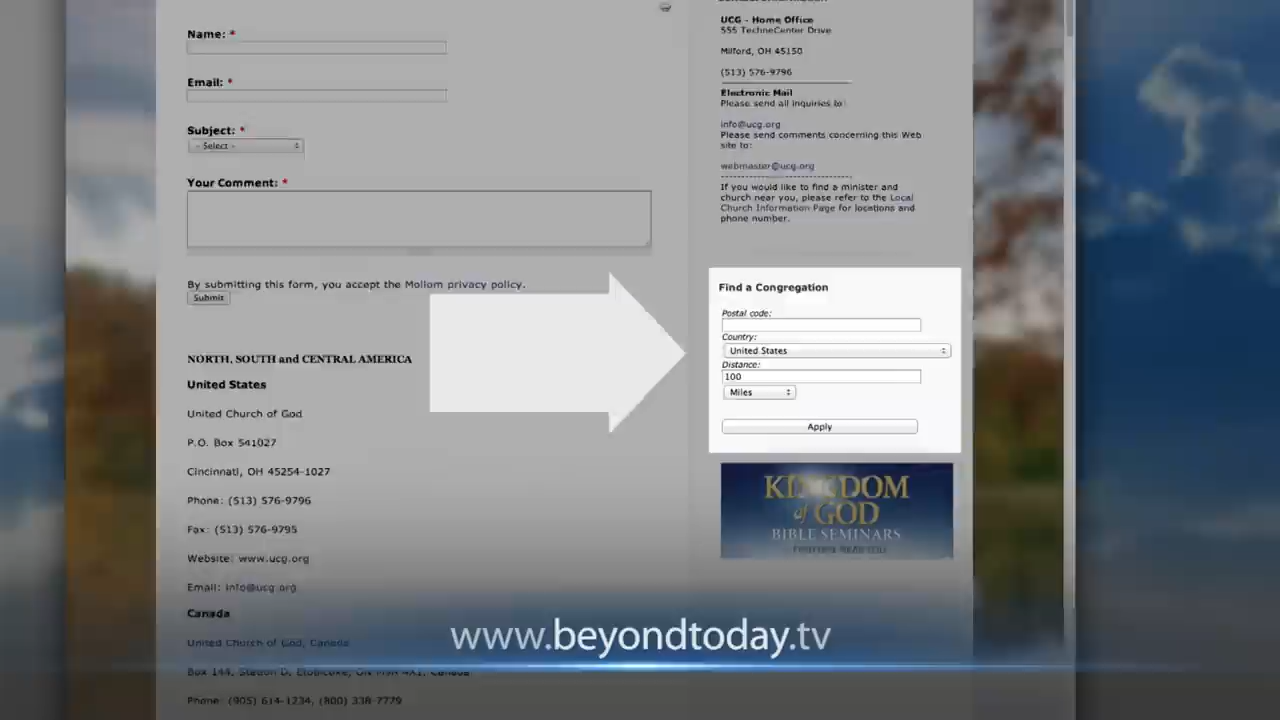 Name: *
Email: *
Subject: *
- Select -
Your Comment: *
By submitting this form, you accept the Mollom privacy policy.
Submit
NORTH, SOUTH and CENTRAL AMERICA
United States
United Church of God
P.O. Box 541027
Cincinnati, OH 45254-1027
Phone: (513) 576-9796
Fax: (513) 576-9795
Website: www.ucg.org
Email: info@ucg.org
Canada
United Church of God, Canada
Box 144, Station D, Etobicoke, ON Canada
Phone: (905) 614-1234, (800) 338-7779
UCG - Home Office
555 TechneCenter Drive
Milford, OH 45150
(513) 576-9796
Electronic Mail
Please send all inquiries to:
info@ucg.org
Please send comments concerning this Web
site to:
webmaster@ucg.org
If you would like to find a minister and
church near you, please refer to the Local
Church Information Page for locations and
phone number.
Find a Congregation
Postal code:
Country:
United States
Distance:
100
Miles
Apply
KINGDOM
of GOD
BIBLE SEMINARS
www.beyondtoday.tv